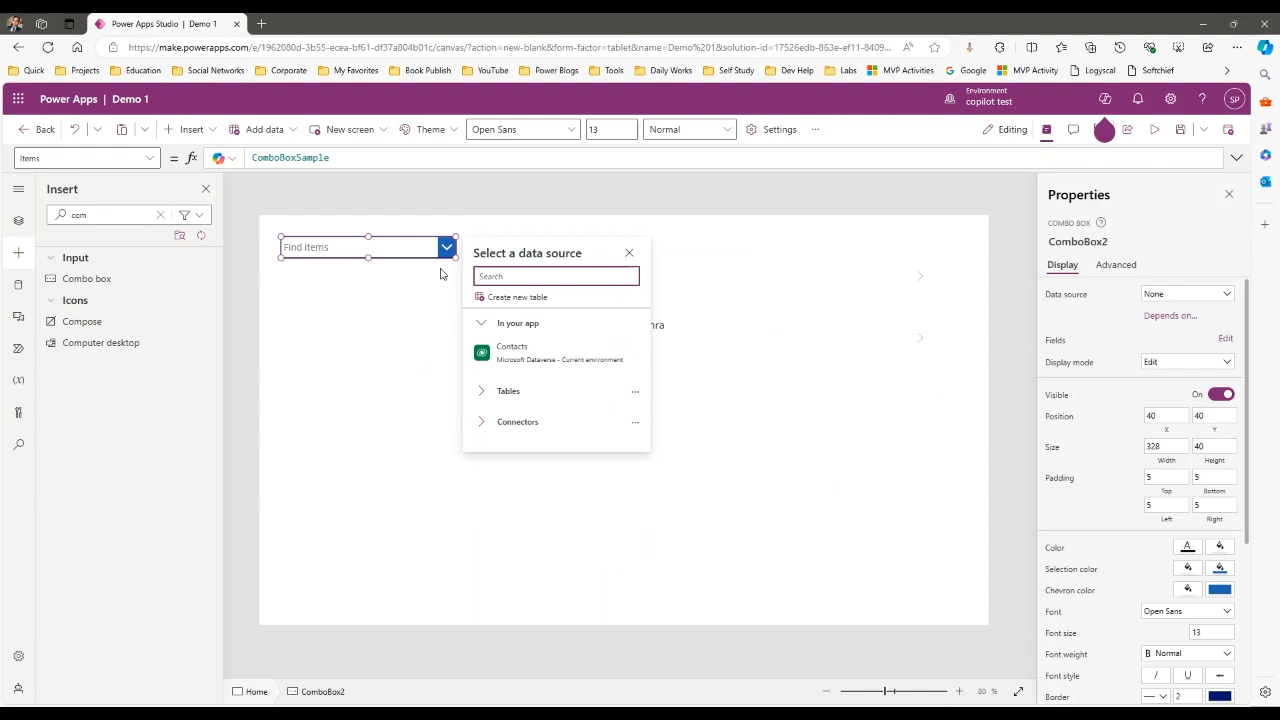 Power Apps Studio | Demo 1
https://make.powerapps.com/e/1962080d-3b55-ecea-bf61-df37a804b01c/canvas/?action=new-blank&form-factor=tablet&name=Demo%201&solution-id=17526edb-863e-ef11-8409...
Quick
Projects
Education
Social Networks
Corporate
My Favorites
Book Publish
YouTube
Power Blogs
Tools
Daily Works
Self Study
Dev Help
Labs
MVP Activities
Google
MVP Activity
Logyscal
Softchief
Power Apps | Demo 1
Environment
copilot test
SP
Back
Insert
Add data
New screen
Theme
Open Sans
13
Normal
Settings
Editing
Items
= fx
ComboBoxSample
Insert
com
Input
Combo box
Icons
Compose
Computer desktop
Find items
Select a data source
Search
Create new table
In your app
Contacts
Microsoft Dataverse - Current environment
Tables
Connectors
nra
Properties
COMBO BOX
ComboBox2
Display
Advanced
Data source
None
Depends on...
Fields
Edit
Display mode
Edit
Visible
On
Position
40
40
X
Y
Size
328
40
Width
Height
Padding
5
5
Top
Bottom
5
5
Left
Right
Color
A
Selection color
Chevron color
Font
Open Sans
Font size
13
Font weight
B Normal
Font style
/ U
Border
2
Home
ComboBox2
80 %